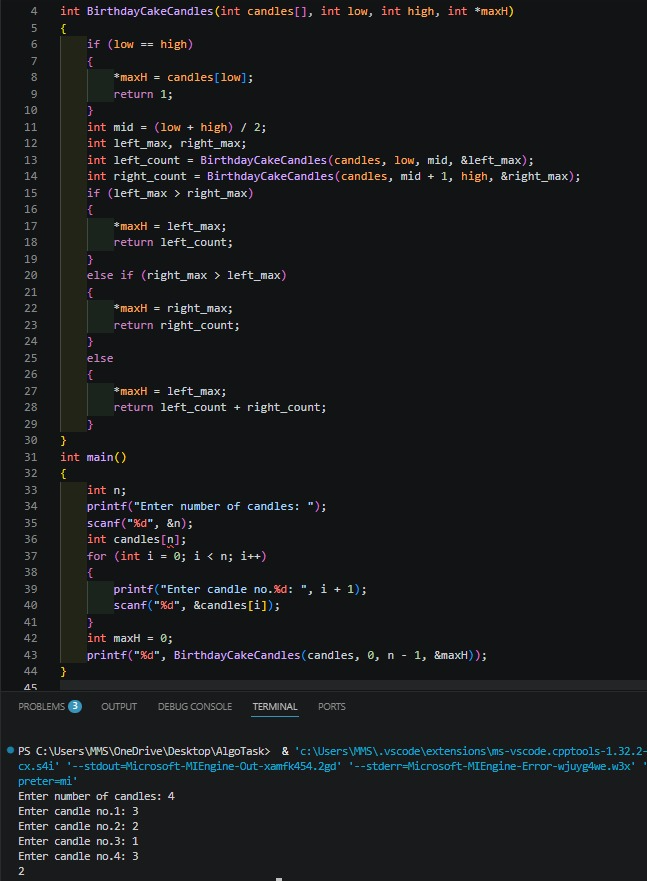 4 int BirthdayCakeCandles(int candles[], int low, int high, int *maxH)
5 {
6     if (low == high)
7     {
8         *maxH = candles[low];
9         return 1;
10     }
11     int mid = (low + high) / 2;
12     int left_max, right_max;
13     int left_count = BirthdayCakeCandles(candles, low, mid, &left_max);
14     int right_count = BirthdayCakeCandles(candles, mid + 1, high, &right_max);
15     if (left_max > right_max)
16     {
17         *maxH = left_max;
18         return left_count;
19     }
20     else if (right_max > left_max)
21     {
22         *maxH = right_max;
23         return right_count;
24     }
25     else
26     {
27         *maxH = left_max;
28         return left_count + right_count;
29     }
30 }
31 int main()
32 {
33     int n;
34     printf("Enter number of candles: ");
35     scanf("%d", &n);
36     int candles[n];
37     for (int i = 0; i < n; i++)
38     {
39         printf("Enter candle no.%d: ", i + 1);
40         scanf("%d", &candles[i]);
41     }
42     int maxH = 0;
43     printf("%d", BirthdayCakeCandles(candles, 0, n - 1, &maxH));
44 }
45
PROBLEMS 3 OUTPUT DEBUG CONSOLE TERMINAL PORTS
PS C:\Users\MMS\OneDrive\Desktop\AlgoTask>  & 'c:\Users\MMS\.vscode\extensions\ms-vscode.cpptools-1.32.2-
cx.s4i' '--stdout=Microsoft-MIEngine-Out-xamfk454.2gd' '--stderr=Microsoft-MIEngine-Error-wjuyg4we.w3x' '
preter=mi'
Enter number of candles: 4
Enter candle no.1: 3
Enter candle no.2: 2
Enter candle no.3: 1
Enter candle no.4: 3
2